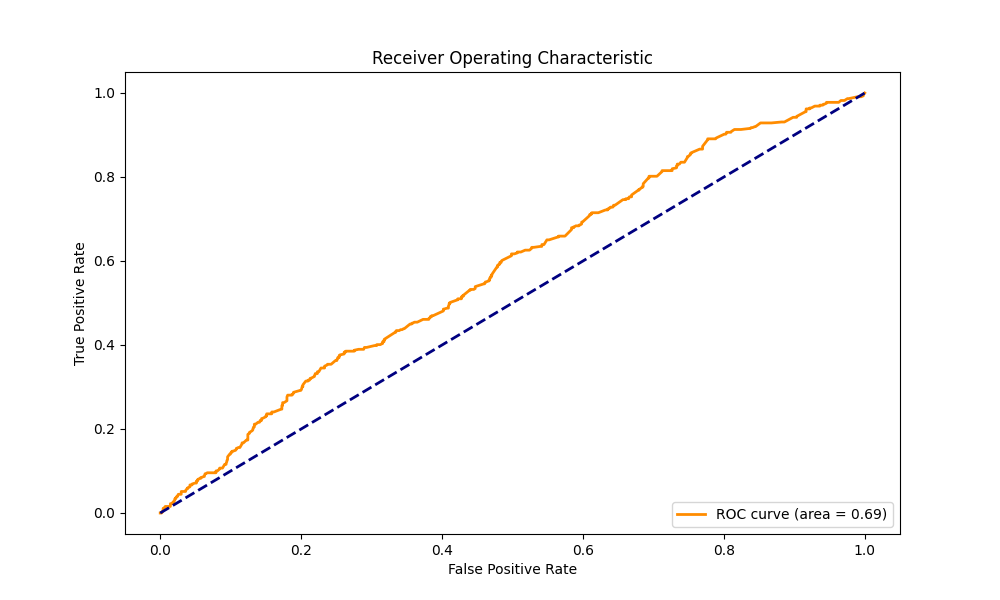 Receiver Operating Characteristic
True Positive Rate
1.0
0.8
0.6
0.4
0.2
0.0
ROC curve (area = 0.69)
0.0 0.2 0.4 0.6 0.8 1.0
False Positive Rate